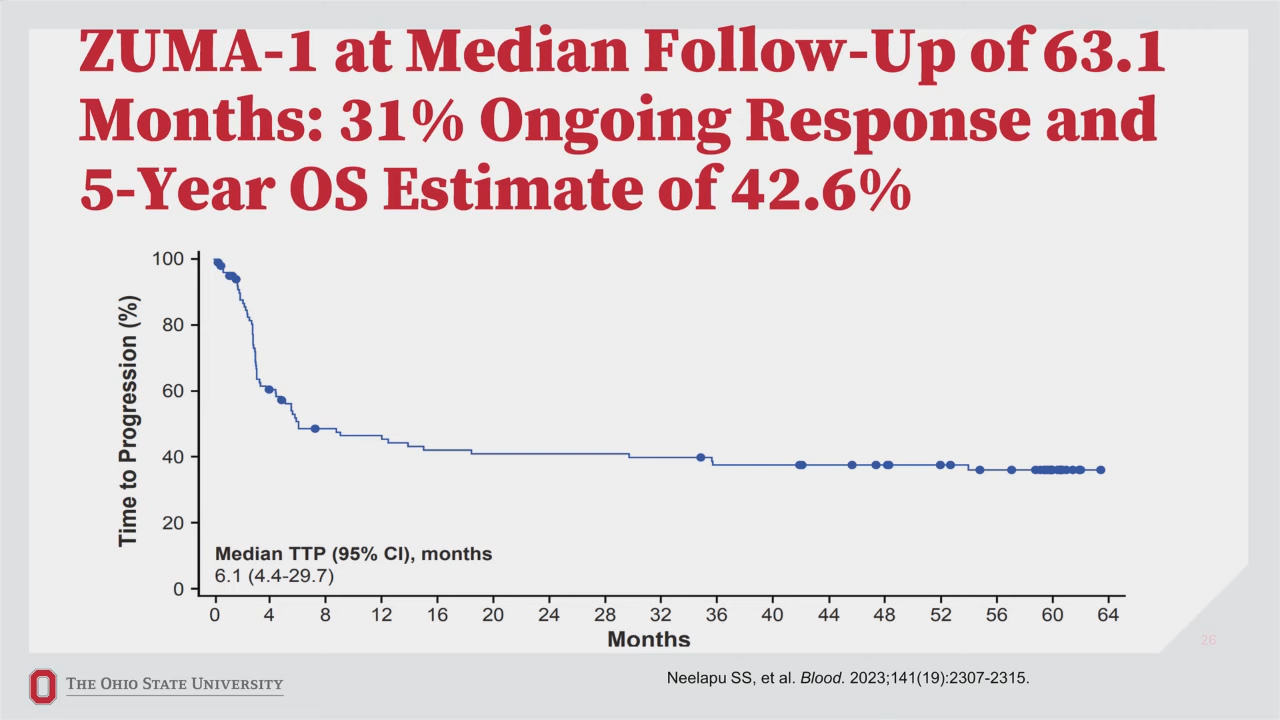 ZUMA-1 at Median Follow-Up of 63.1
Months: 31% Ongoing Response and
5-Year OS Estimate of 42.6%
Time to Progression (%)
100
80
60
40
20
0
Median TTP (95% CI), months
6.1 (4.4-29.7)
0 4 8 12 16 20 24 28 32 36 40 44 48 52 56 60 64
Months
26
THE OHIO STATE UNIVERSITY
Neelapu SS, et al. Blood. 2023;141(19):2307-2315.